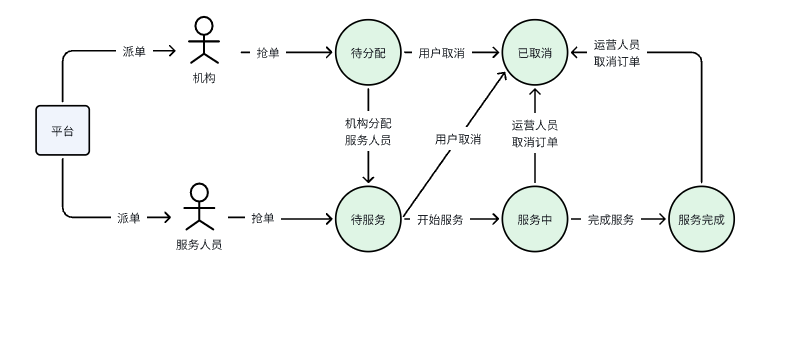 派单
机构
抢单
待分配
用户取消
已取消
运营人员
取消订单
平台
机构分配
服务人员
用户取消
运营人员
取消订单
派单
服务人员
抢单
待服务
开始服务
服务中
完成服务
服务完成